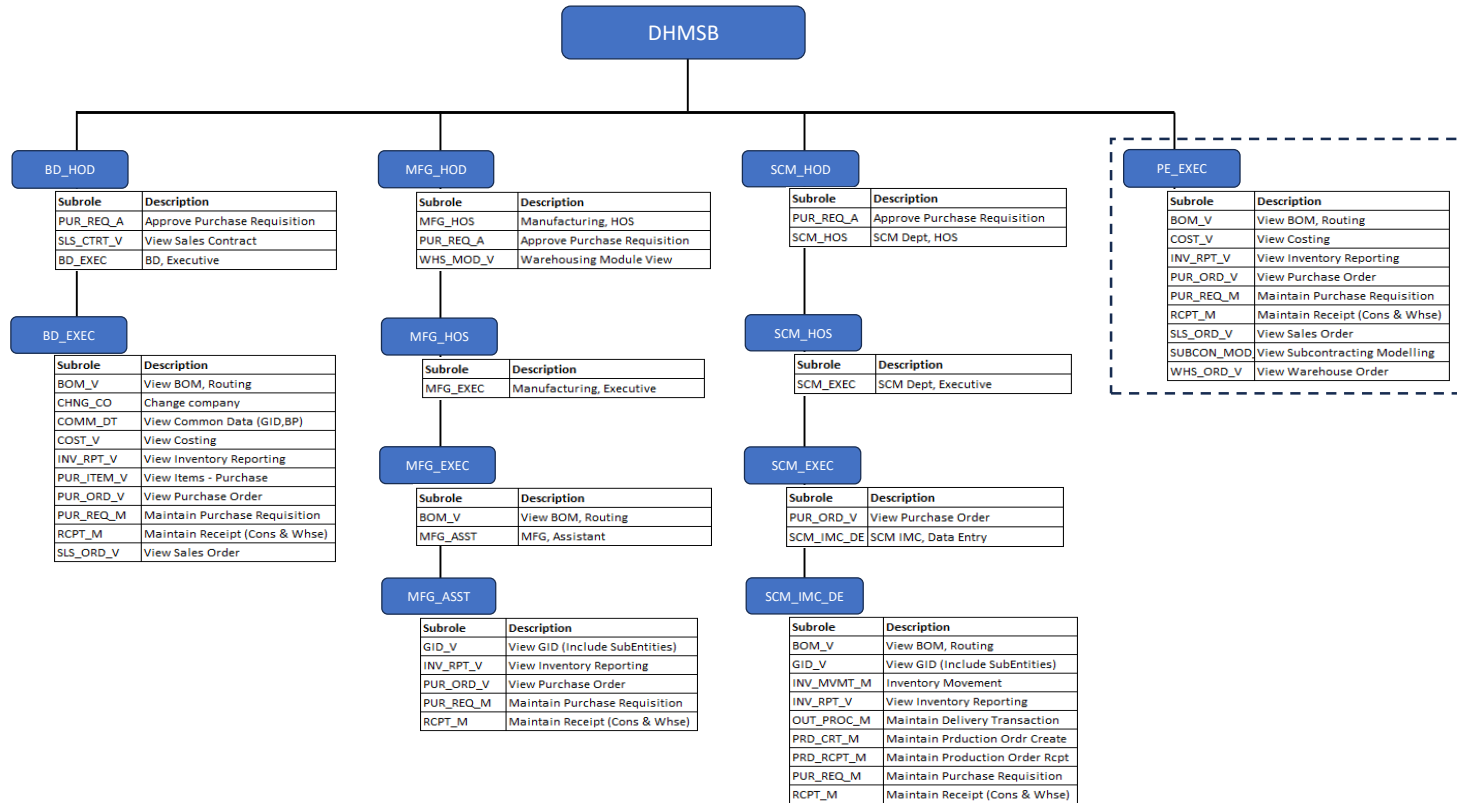 DHMSB
BD_HOD
Subrole Description
PUR_REQ_A Approve Purchase Requisition
SLS_CTRT_V View Sales Contract
BD_EXEC BD, Executive
BD_EXEC
Subrole Description
BOM_V View BOM, Routing
CHNG_CO Change company
COMM_DT View Common Data (GID,BP)
COST_V View Costing
INV_RPT_V View Inventory Reporting
PUR_ITEM_V View Items - Purchase
PUR_ORD_V View Purchase Order
PUR_REQ_M Maintain Purchase Requisition
RCPT_M Maintain Receipt (Cons & Whse)
SLS_ORD_V View Sales Order
MFG_HOD
Subrole Description
MFG_HOS Manufacturing, HOS
PUR_REQ_A Approve Purchase Requisition
WHS_MOD_V Warehousing Module View
MFG_HOS
Subrole Description
MFG_EXEC Manufacturing, Executive
MFG_EXEC
Subrole Description
BOM_V View BOM, Routing
MFG_ASST MFG, Assistant
MFG_ASST
Subrole Description
GID_V View GID (Include SubEntities)
INV_RPT_V View Inventory Reporting
PUR_ORD_V View Purchase Order
PUR_REQ_M Maintain Purchase Requisition
RCPT_M Maintain Receipt (Cons & Whse)
SCM_HOD
Subrole Description
PUR_REQ_A Approve Purchase Requisition
SCM_HOS SCM Dept, HOS
SCM_HOS
Subrole Description
SCM_EXEC SCM Dept, Executive
SCM_EXEC
Subrole Description
PUR_ORD_V View Purchase Order
SCM_IMC_DE SCM IMC, Data Entry
SCM_IMC_DE
Subrole Description
BOM_V View BOM, Routing
GID_V View GID (Include SubEntities)
INV_MVMT_M Inventory Movement
INV_RPT_V View Inventory Reporting
OUT_PROC_M Maintain Delivery Transaction
PRD_CRT_M Maintain Prduction Ordr Create
PRD_RCPT_M Maintain Production Order Rcpt
PUR_REQ_M Maintain Purchase Requisition
RCPT_M Maintain Receipt (Cons & Whse)
PE_EXEC
Subrole Description
BOM_V View BOM, Routing
COST_V View Costing
INV_RPT_V View Inventory Reporting
PUR_ORD_V View Purchase Order
PUR_REQ_M Maintain Purchase Requisition
RCPT_M Maintain Receipt (Cons & Whse)
SLS_ORD_V View Sales Order
SUBCON_MOD_ View Subcontracting Modelling
WHS_ORD_V View Warehouse Order